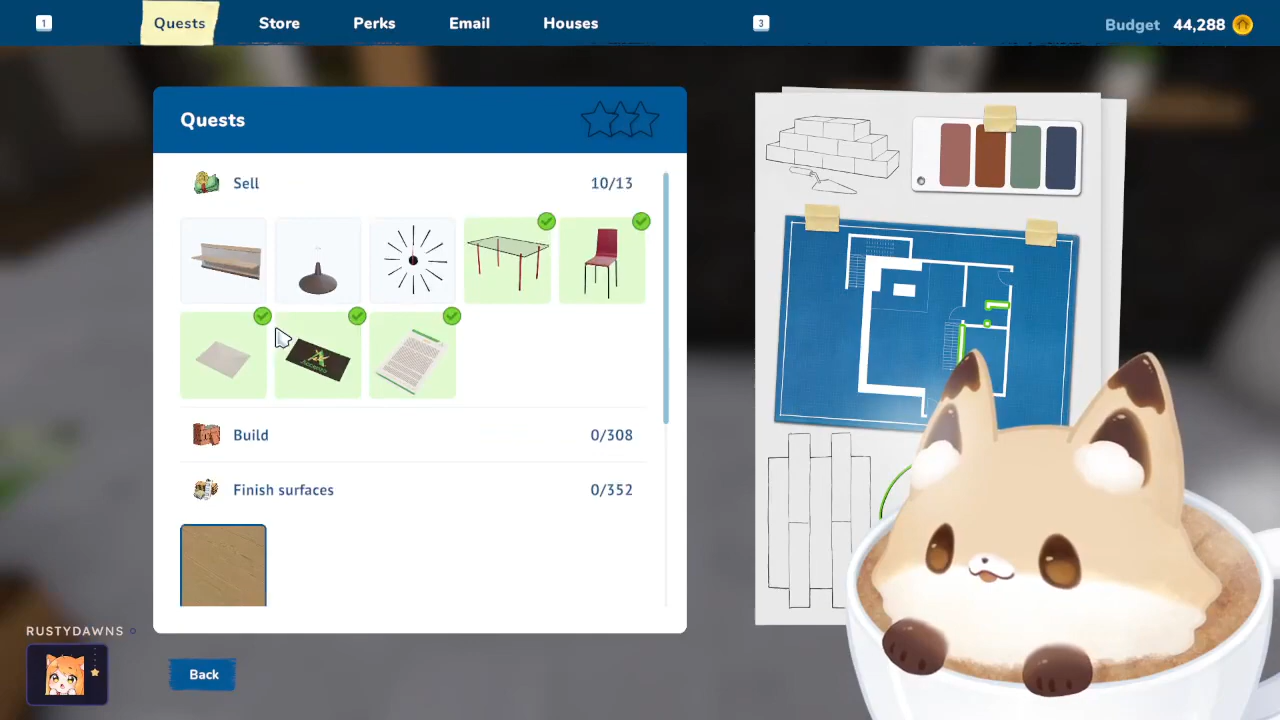 1 Quests Store Perks Email Houses 3 Budget 44,288
Quests
Sell 10/13
Build 0/308
Finish surfaces 0/352
RUSTYDAWNS
Back